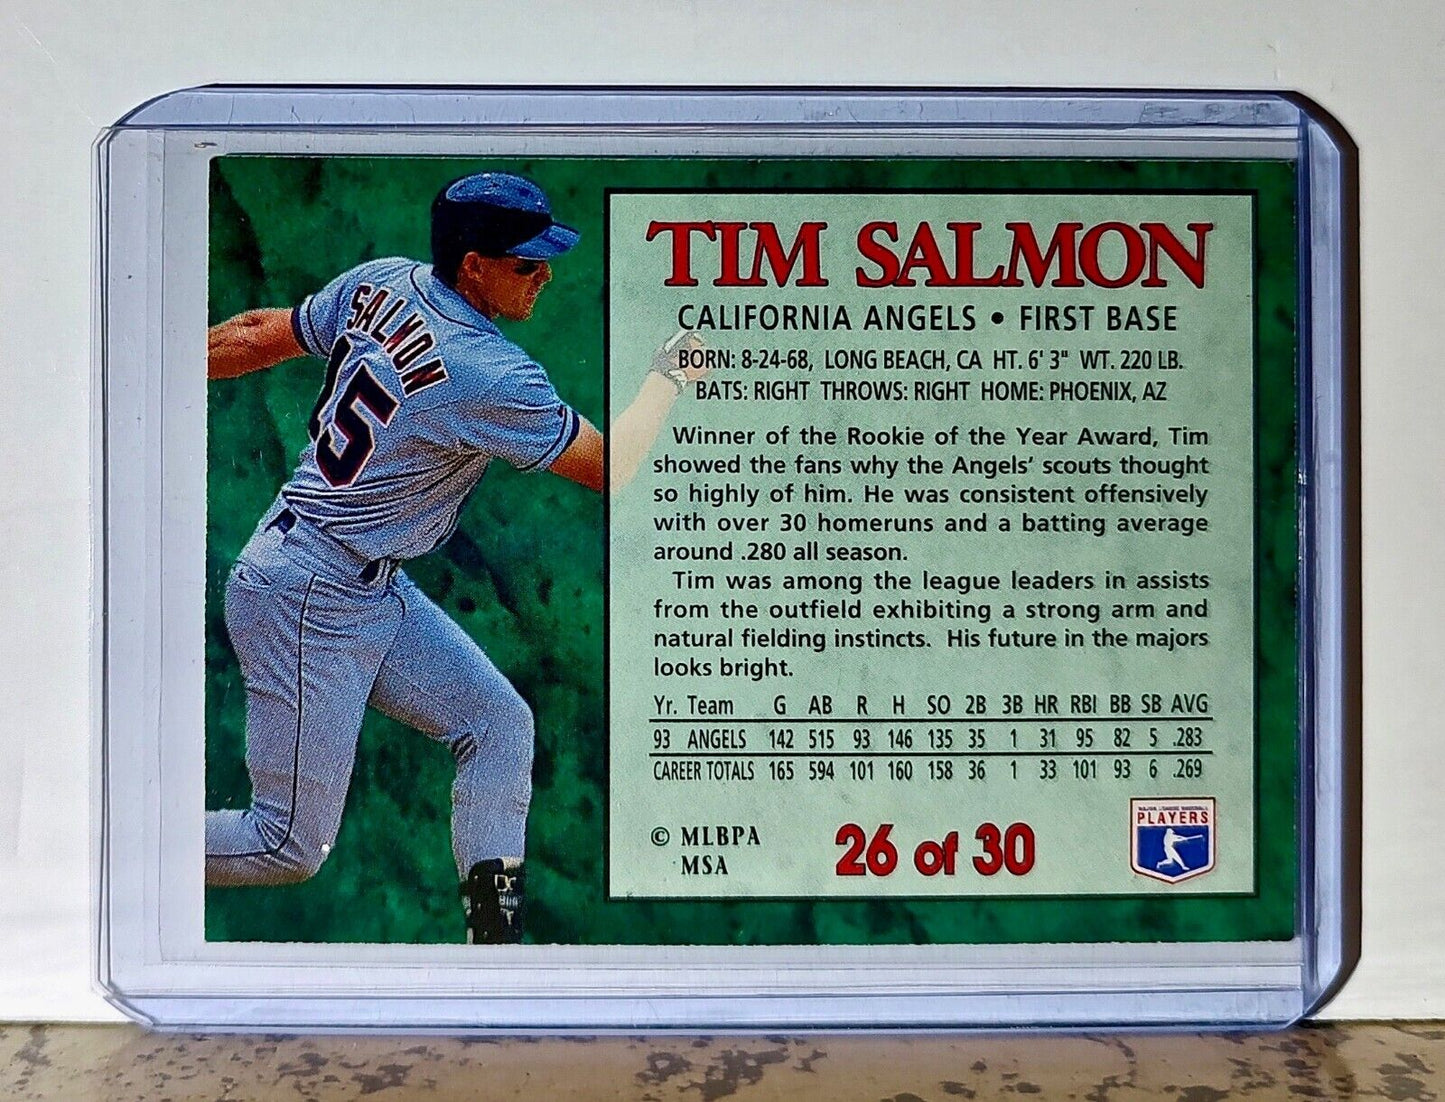 SALMON
15
TIM SALMON
CALIFORNIA ANGELS • FIRST BASE
BORN: 8-24-68, LONG BEACH, CA HT. 6' 3" WT. 220 LB.
BATS: RIGHT THROWS: RIGHT HOME: PHOENIX, AZ
Winner of the Rookie of the Year Award, Tim
showed the fans why the Angels' scouts thought
so highly of him. He was consistent offensively
with over 30 homeruns and a batting average
around .280 all season.
Tim was among the league leaders in assists
from the outfield exhibiting a strong arm and
natural fielding instincts. His future in the majors
looks bright.
Yr. Team G AB R H SO 2B 3B HR RBI BB SB AVG
93 ANGELS 142 515 93 146 135 35 1 31 95 82 5 .283
CAREER TOTALS 165 594 101 160 158 36 1 33 101 93 6 .269
© MLBPA
MSA
26 of 30
MAJOR LEAGUE BASEBALL
PLAYERS